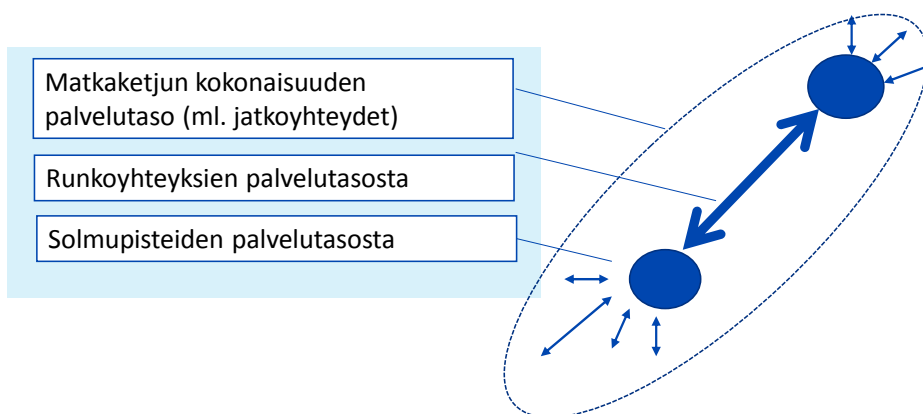 Matkaketjun kokonaisuuden
palvelutaso (ml. jatkoyhteydet)
Runkoyhteyksien palvelutasosta
Solmupisteiden palvelutasosta